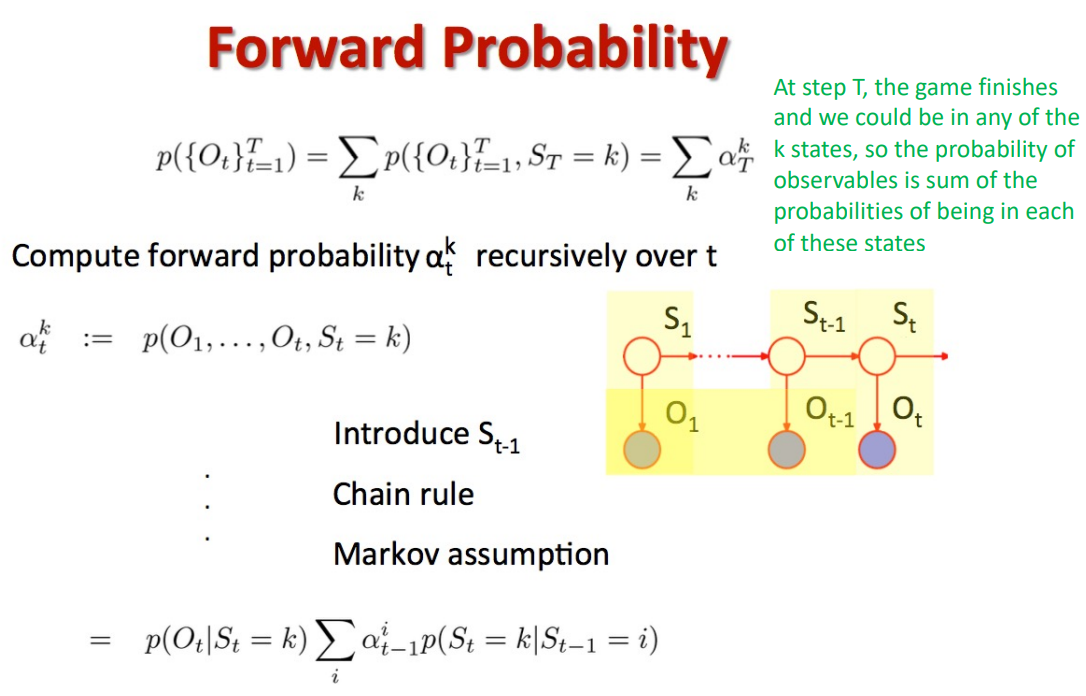 Forward Probability
At step T, the game finishes
and we could be in any of the
k states, so the probability of
observables is sum of the
probabilities of being in each
of these states
p({O_t}_{t=1}^T) = ∑_k p({O_t}_{t=1}^T, S_T = k) = ∑_k α_T^k
Compute forward probability α_t^k recursively over t
α_t^k := p(O_1, . . . , O_t, S_t = k)
S_1 S_{t-1} S_t
O_1 O_{t-1} O_t
Introduce S_{t-1}
Chain rule
Markov assumption
= p(O_t|S_t = k) ∑_i α_{t−1}^i p(S_t = k|S_{t−1} = i)